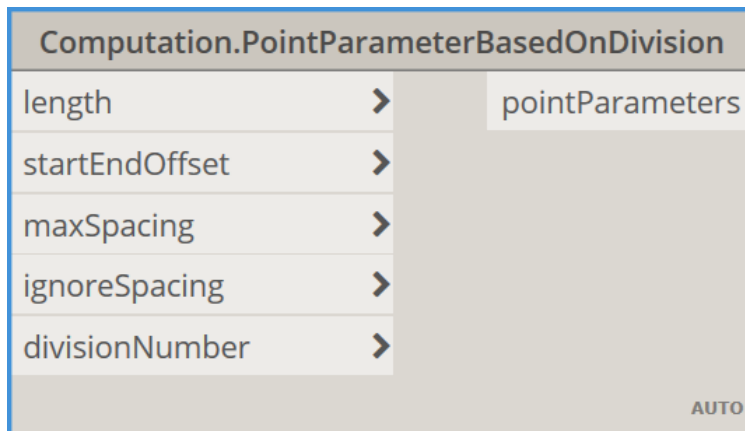 Computation.PointParameterBasedOnDivision
length
pointParameters
startEndOffset
maxSpacing
ignoreSpacing
divisionNumber
AUTO